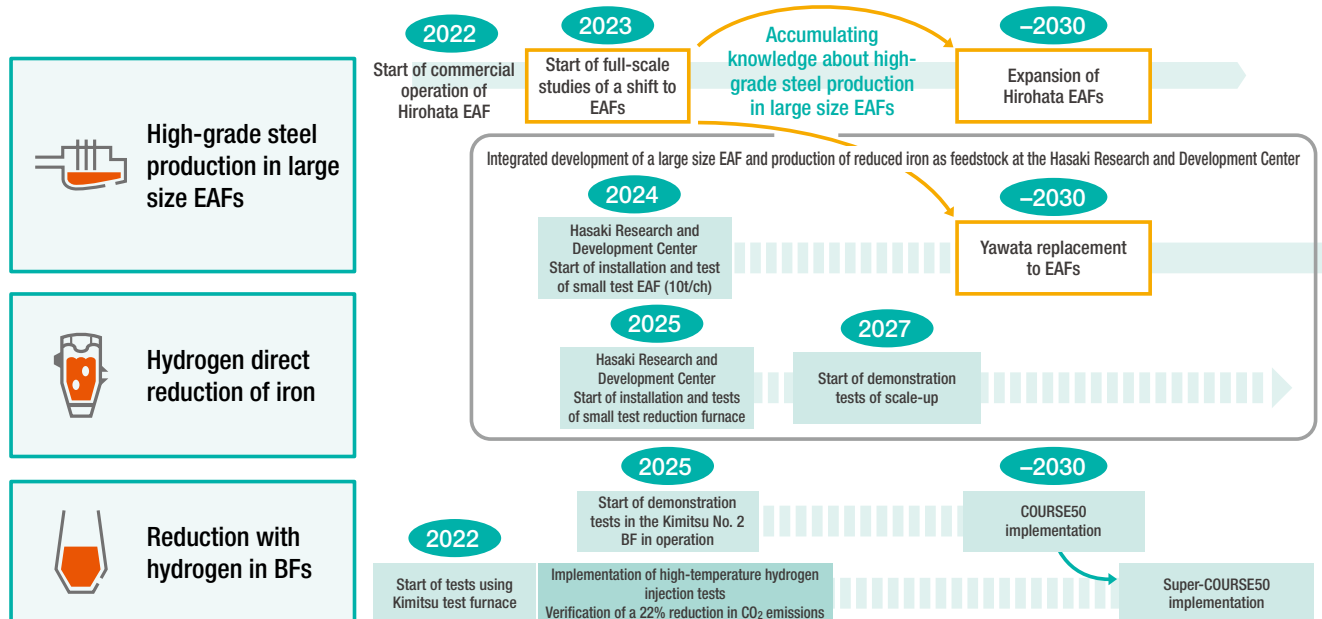 High-grade steel
production in large
size EAFs
2022
Start of commercial
operation of
Hirohata EAF
2023
Start of full-scale
studies of a shift to
EAFs
Accumulating
knowledge about high-
grade steel production
in large size EAFs
–2030
Expansion of
Hirohata EAFs
Integrated development of a large size EAF and production of reduced iron as feedstock at the Hasaki Research and Development Center
2024
Hasaki Research and
Development Center
Start of installation and test
of small test EAF (10t/ch)
–2030
Yawata replacement
to EAFs
Hydrogen direct
reduction of iron
2025
Hasaki Research and
Development Center
Start of installation and tests
of small test reduction furnace
2027
Start of demonstration
tests of scale-up
Reduction with
hydrogen in BFs
2025
Start of demonstration
tests in the Kimitsu No. 2
BF in operation
–2030
COURSE50
implementation
2022
Start of tests using
Kimitsu test furnace
Implementation of high-temperature hydrogen
injection tests
Verification of a 22% reduction in CO₂ emissions
Super-COURSE50
implementation